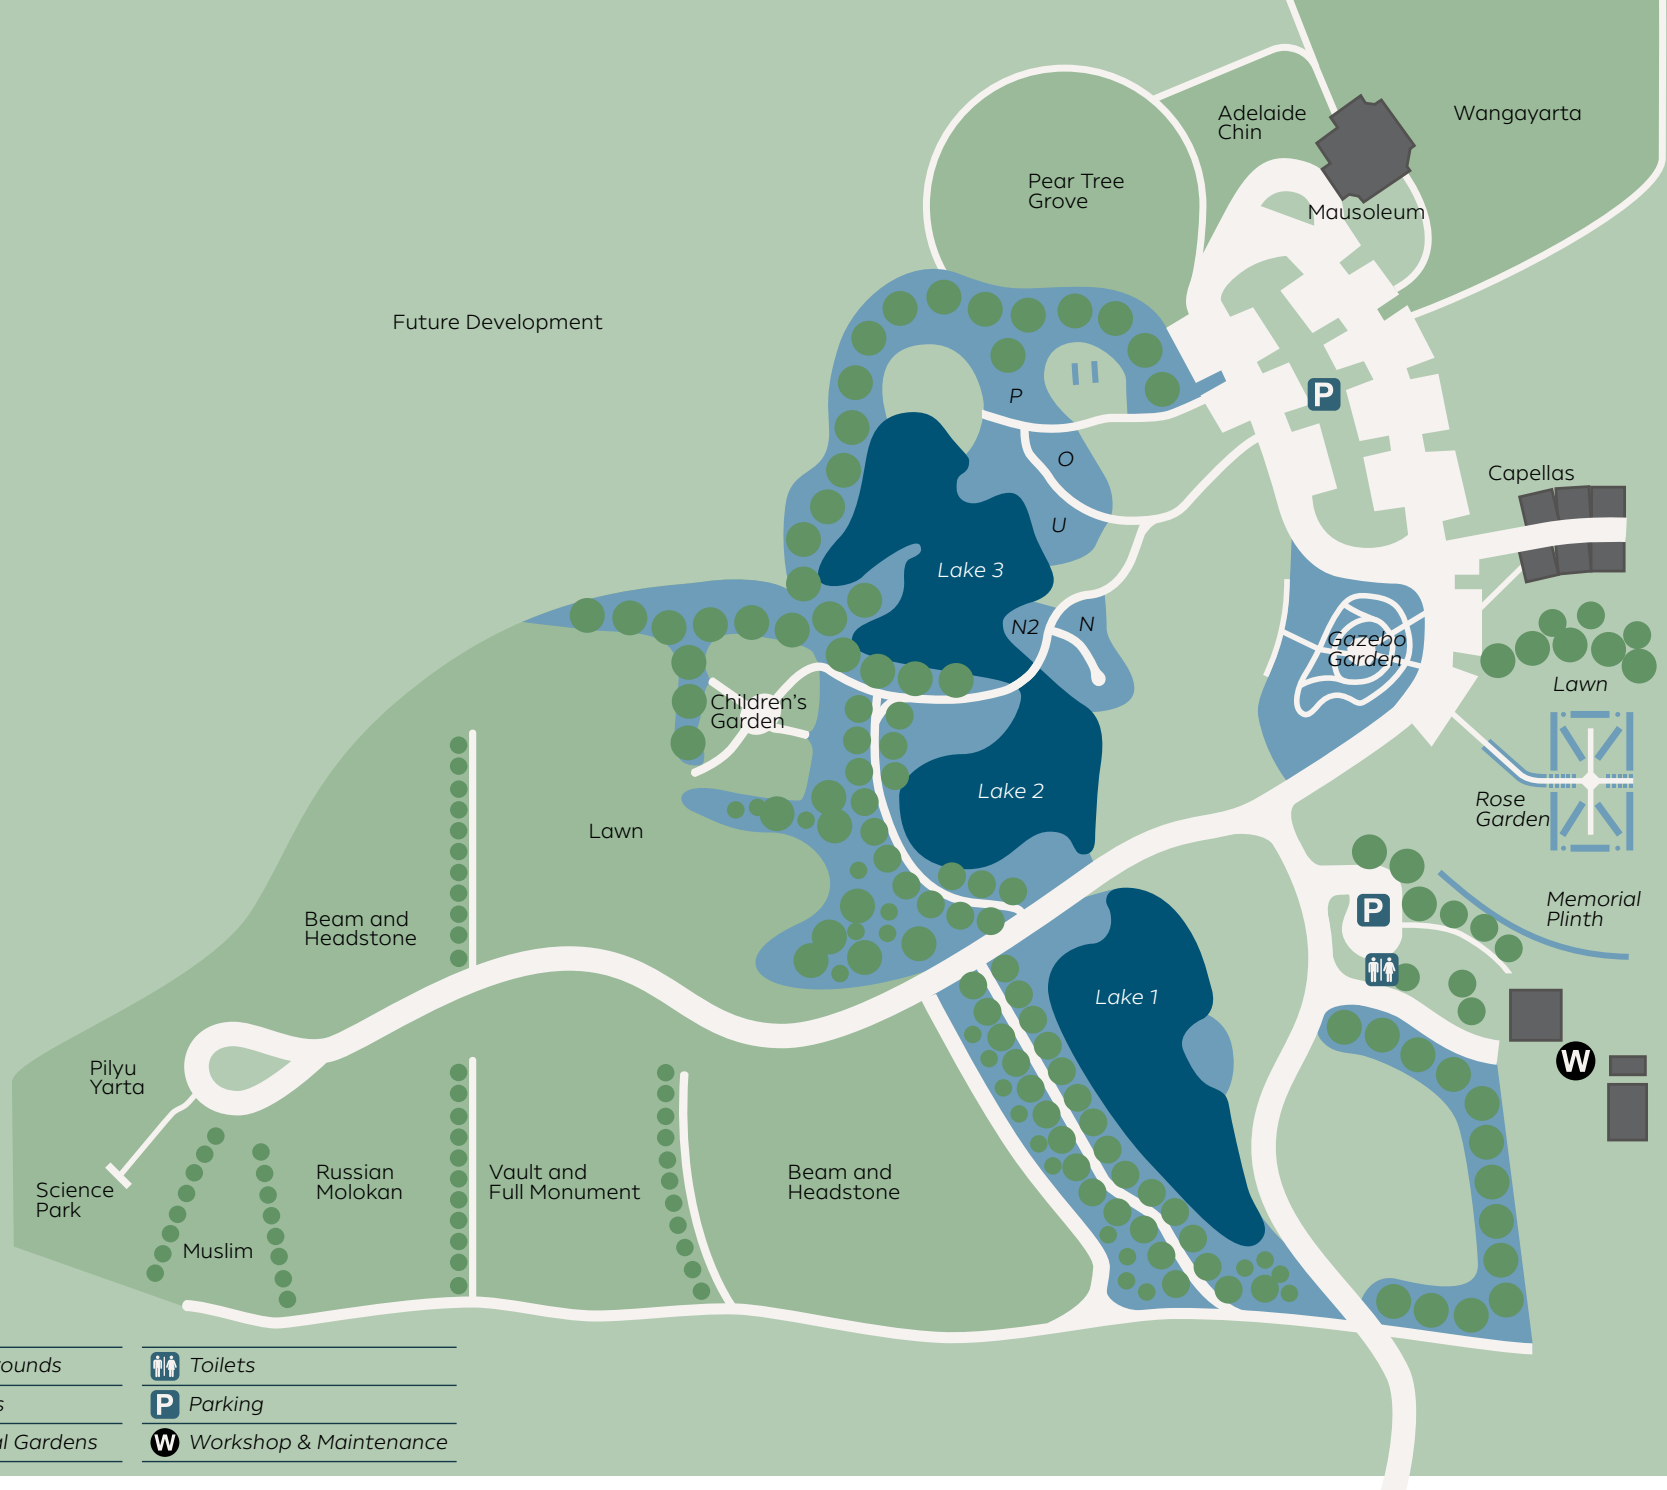 Adelaide
Chin
Wangayarta
Pear Tree
Grove
Mausoleum
Future Development
P
P
O
Capellas
U
Lake 3
N2
N
Gazebo
Garden
Lawn
Children's
Garden
Lake 2
Rose
Garden
Lawn
Memorial
Plinth
P
Beam and
Headstone
Lake 1
W
Pilyu
Yarta
Science
Park
Russian
Molokan
Vault and
Full Monument
Beam and
Headstone
Muslim
Toilets
P Parking
Gardens
W Workshop & Maintenance